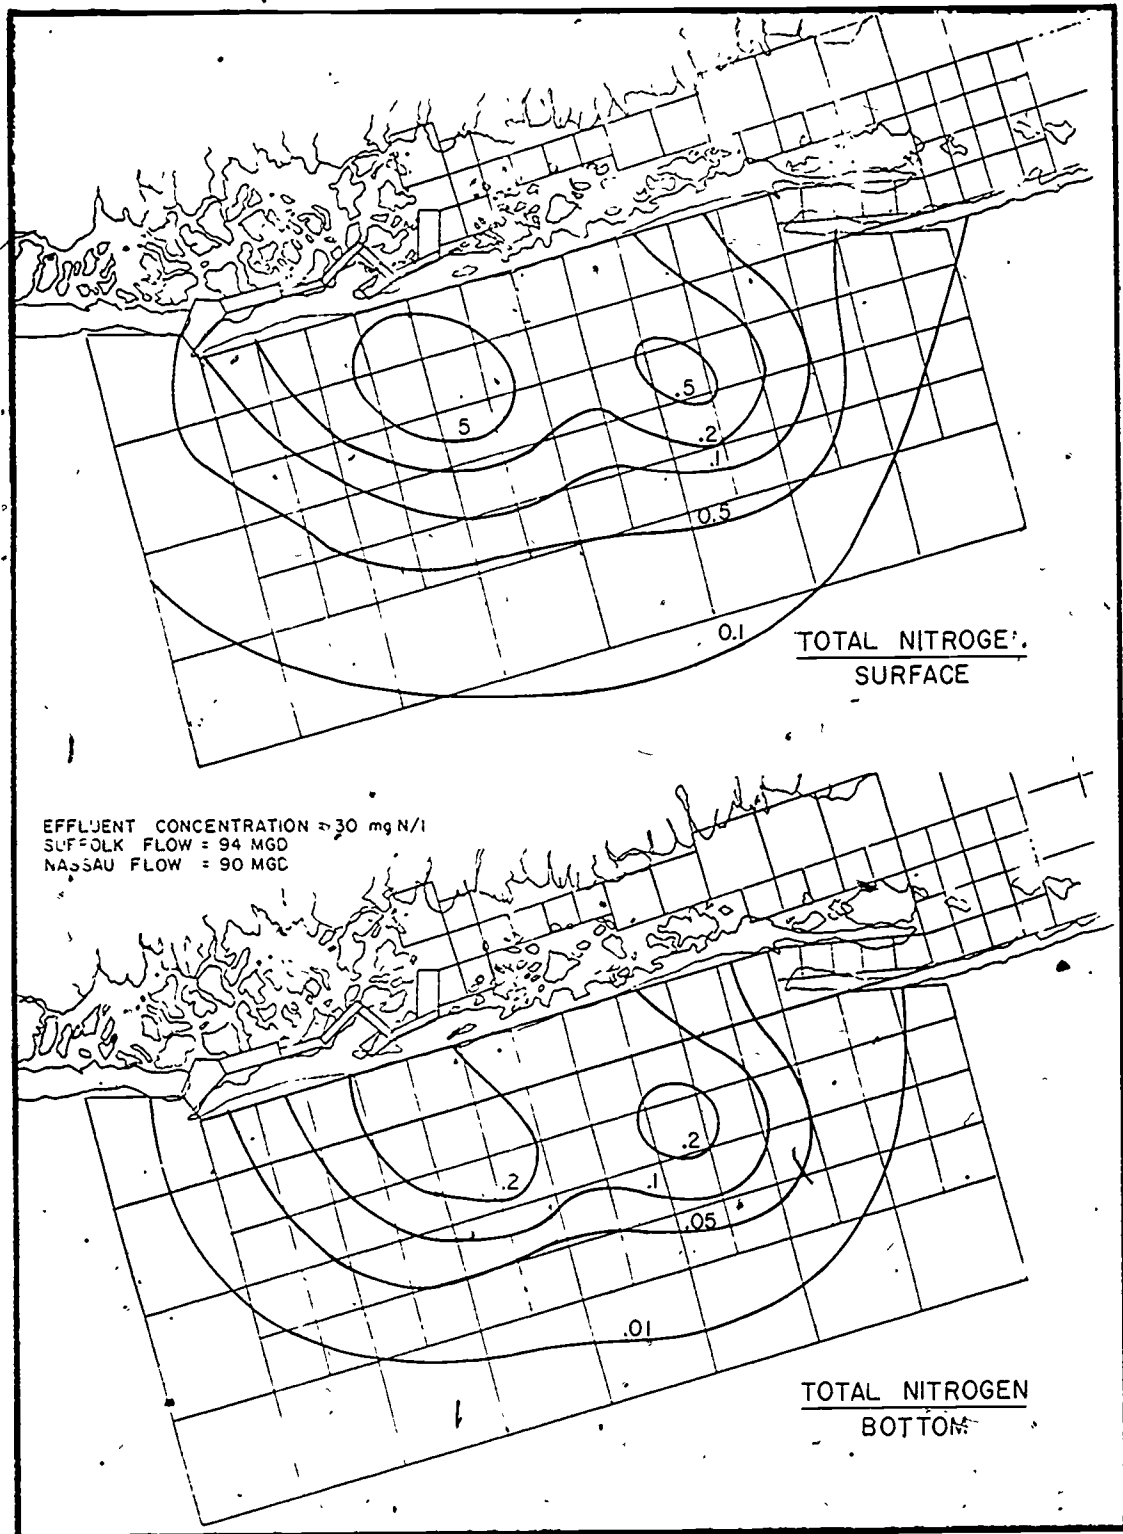 5
.5
.2
.1
0.5
0.1
TOTAL NITROGE
SURFACE
EFFLUENT CONCENTRATION = 30 mg N/l
SUFFOLK FLOW = 94 MGD
NASSAU FLOW = 90 MGD
.2
.2
.1
.05
.01
TOTAL NITROGEN
BOTTOM